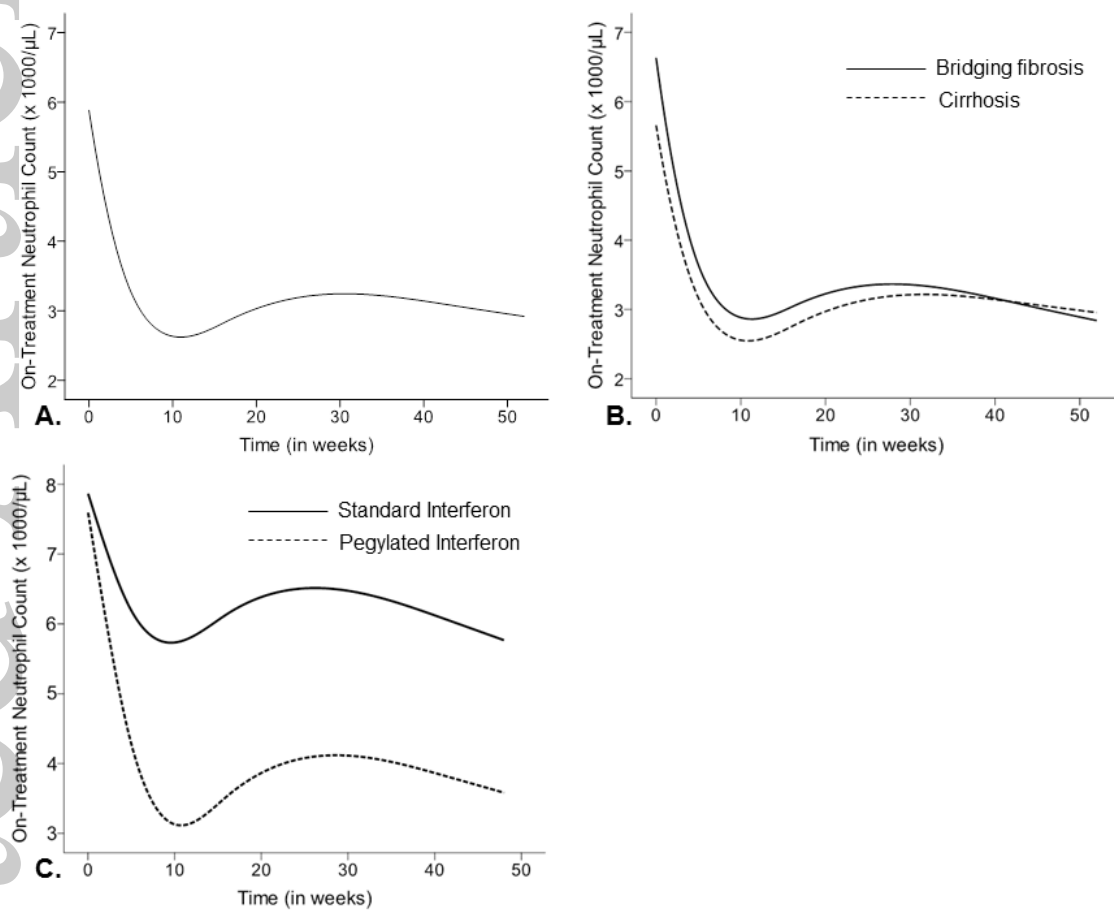 On-Treatment Neutrophil Count (x 1000/µL)
7
6
5
4
3
2
0 10 20 30 40 50
A.
Time (in weeks)
On-Treatment Neutrophil Count (x 1000/µL)
7
6
5
4
3
2
Bridging fibrosis
Cirrhosis
0 10 20 30 40 50
B.
Time (in weeks)
On-Treatment Neutrophil Count (x 1000/µL)
8
7
6
5
4
3
Standard Interferon
Pegylated Interferon
0 10 20 30 40 50
C.
Time (in weeks)